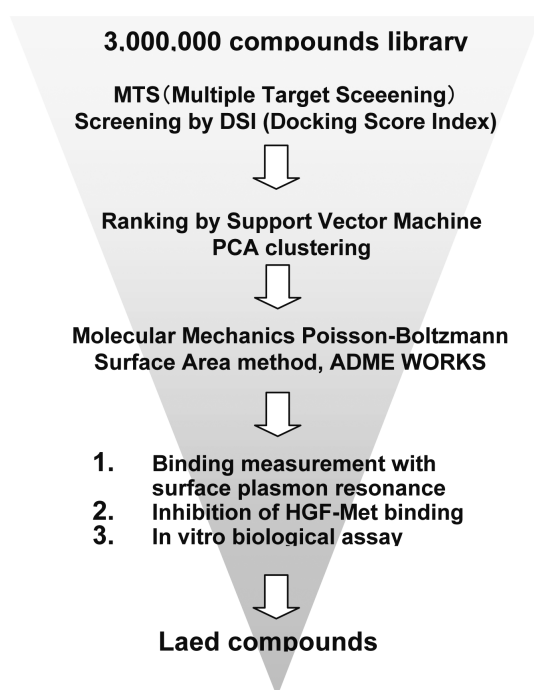 3,000,000 compounds library
MTS（Multiple Target Sceeening）
Screening by DSI (Docking Score Index)
Ranking by Support Vector Machine
PCA clustering
Molecular Mechanics Poisson-Boltzmann
Surface Area method, ADME WORKS
1. Binding measurement with
surface plasmon resonance
2. Inhibition of HGF-Met binding
3. In vitro biological assay
Laed compounds